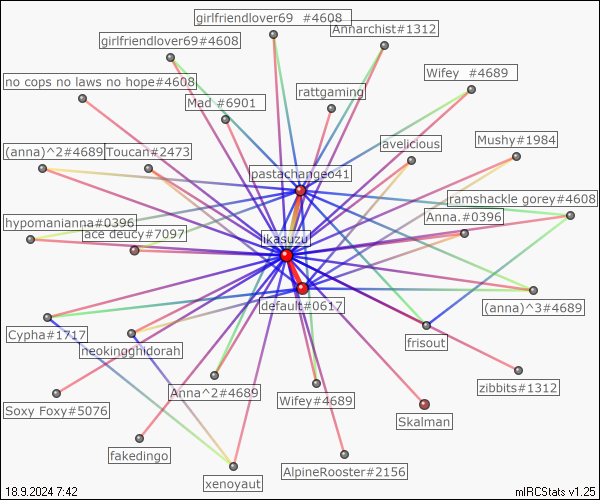 girlfriendlover69 #4608
Annarchist#1312
girlfriendlover69#4608
no cops no laws no hope#4608
Wifey #4689
rattgaming
Mad #6901
avelicious
Mushy#1984
(anna)^2#4689
Toucan#2473
pastachangeo41
ramshackle gorey#4608
hypomanianna#0396
Anna.#0396
ace deucy#7097
ikasuzu
default#0617
(anna)^3#4689
Cypha#1717
frisout
neokingghidorah
zibbits#1312
Anna^2#4689
Wifey#4689
Soxy Foxy#5076
Skalman
fakedingo
AlpineRooster#2156
xenoyaut
18.9.2024 7:42
mIRCStats v1.25